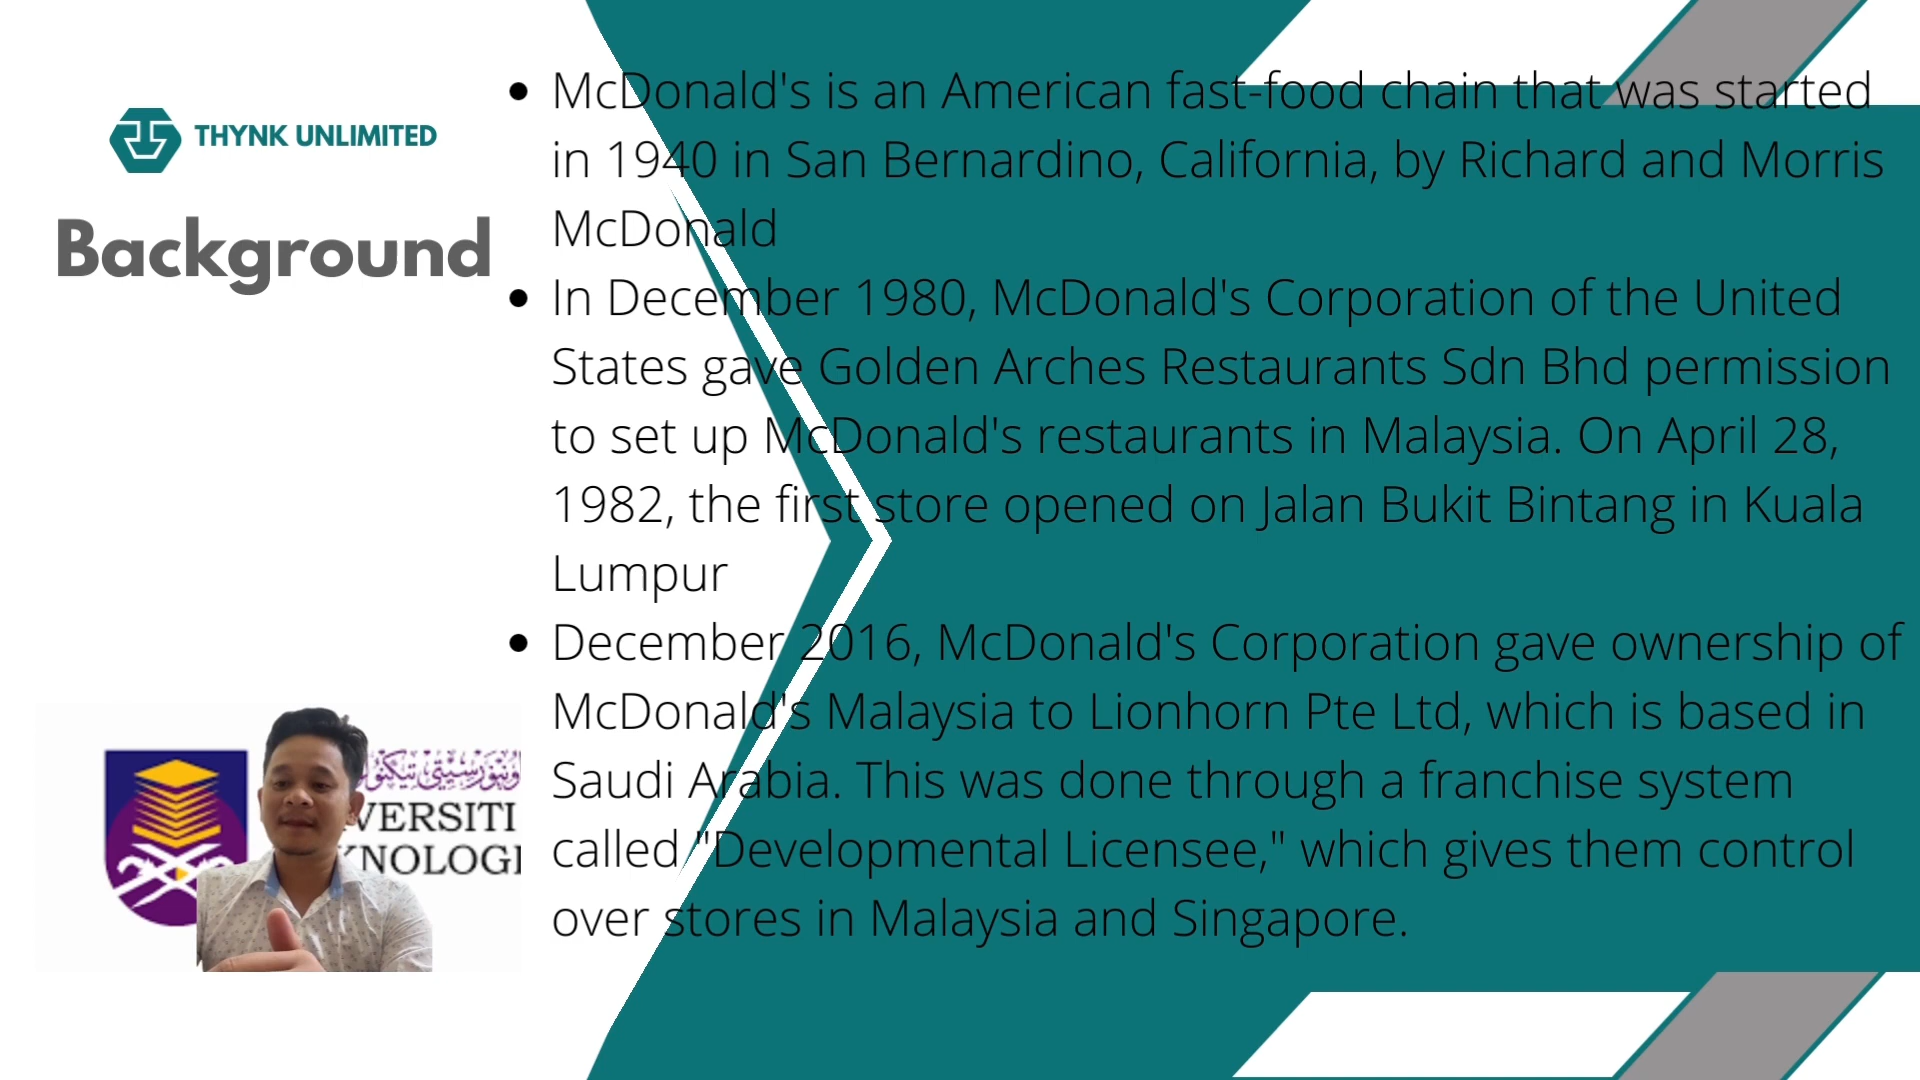 THYNK UNLIMITED
Background
• McDonald's is an American fast-food chain that was started
in 1940 in San Bernardino, California, by Richard and Morris
McDonald
• In December 1980, McDonald's Corporation of the United
States gave Golden Arches Restaurants Sdn Bhd permission
to set up McDonald's restaurants in Malaysia. On April 28,
1982, the first store opened on Jalan Bukit Bintang in Kuala
Lumpur
• December 2016, McDonald's Corporation gave ownership of
McDonald's Malaysia to Lionhorn Pte Ltd, which is based in
Saudi Arabia. This was done through a franchise system
called "Developmental Licensee," which gives them control
over stores in Malaysia and Singapore.
VERSITI
KNOLOGI